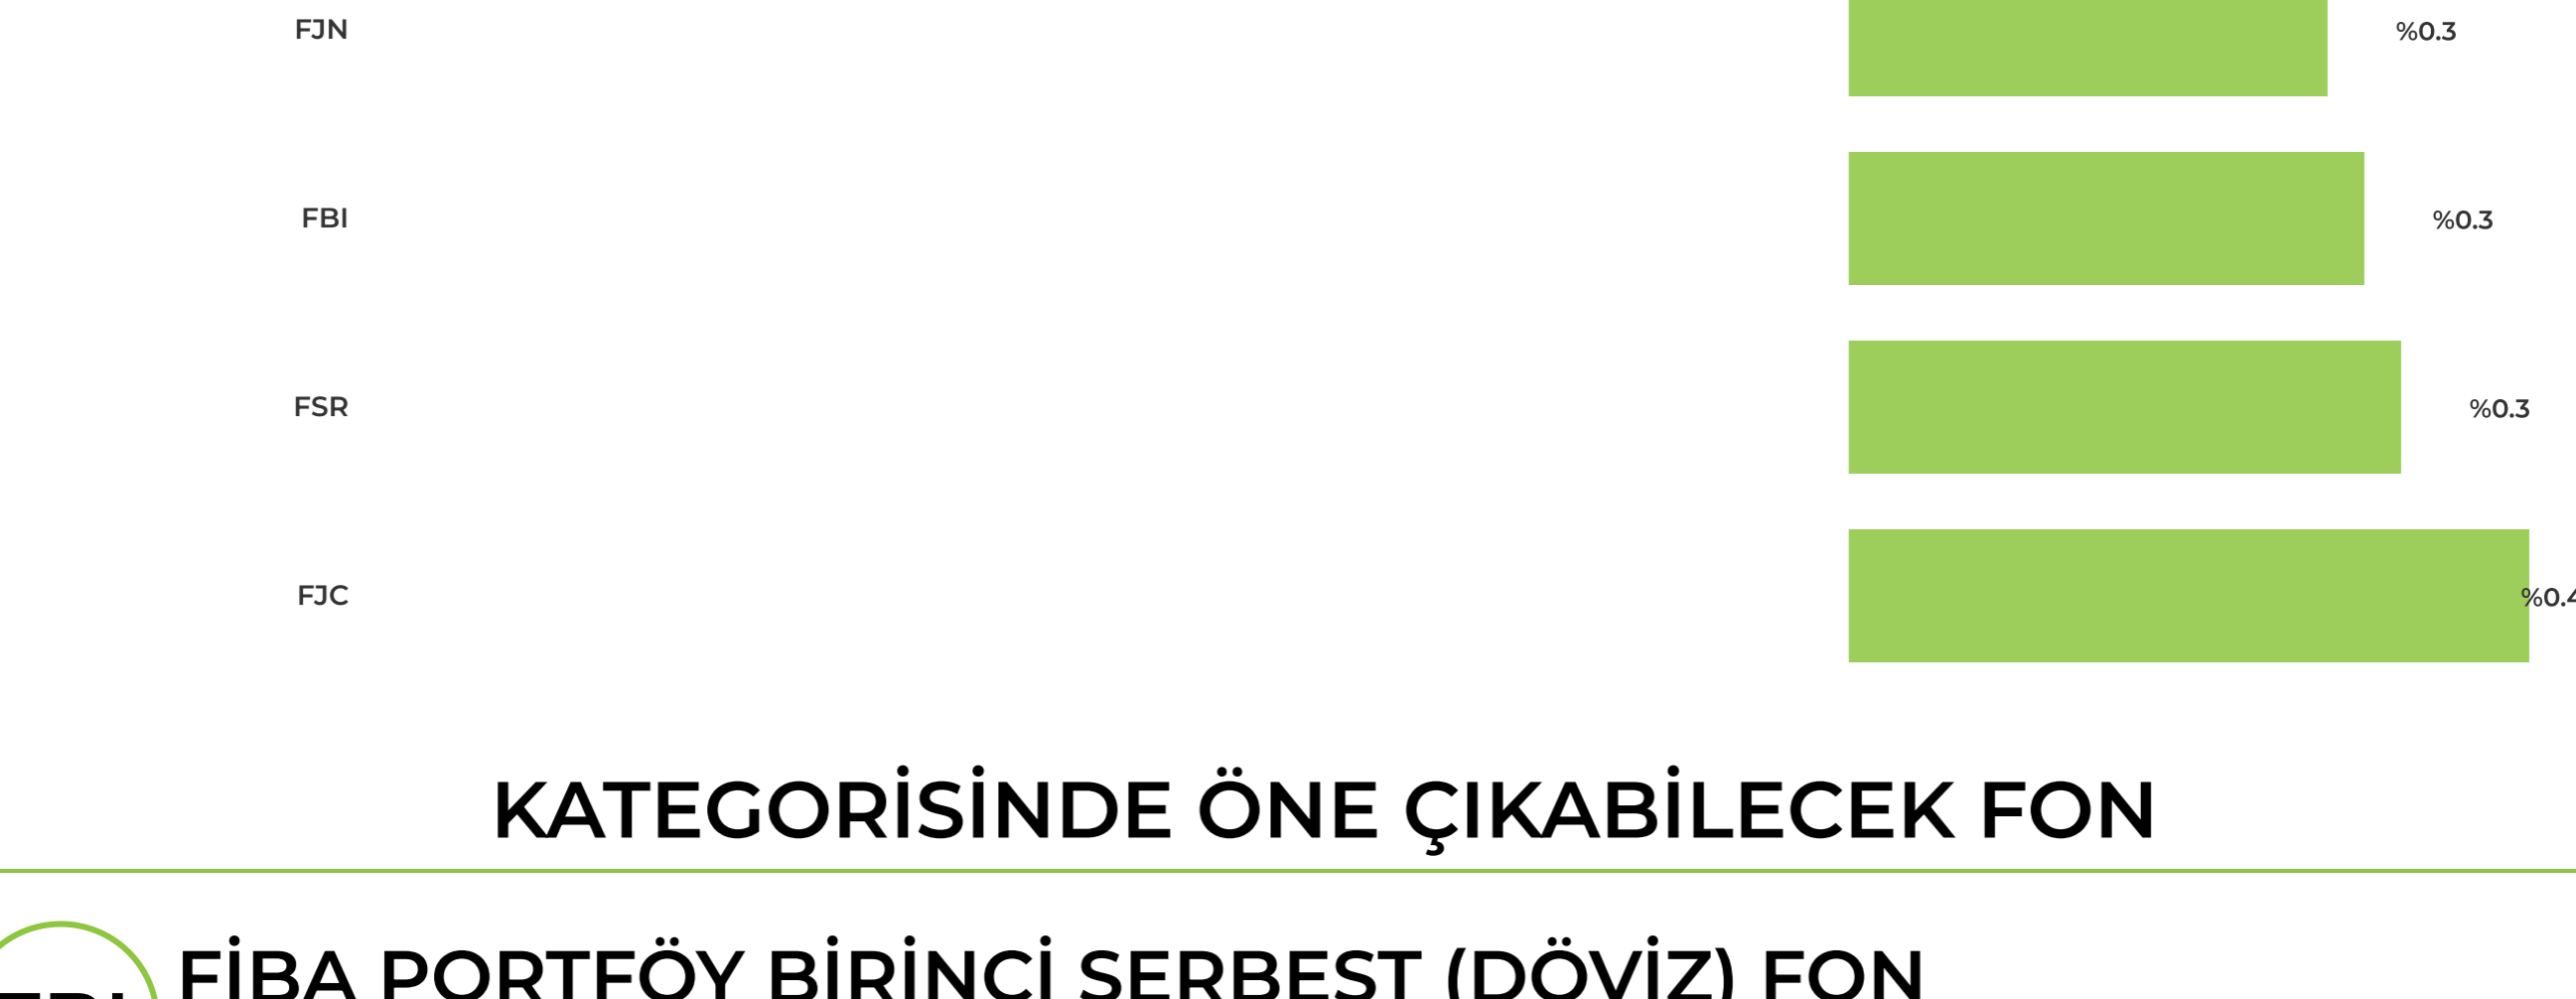 FJN %0.3
FBI %0.3
FSR %0.3
FJC
KATEGORİSİNDE ÖNE ÇIKABİLECEK FON
FİBA PORTFÖY BİRİNCİ SERBEST (DÖVİZ) FON